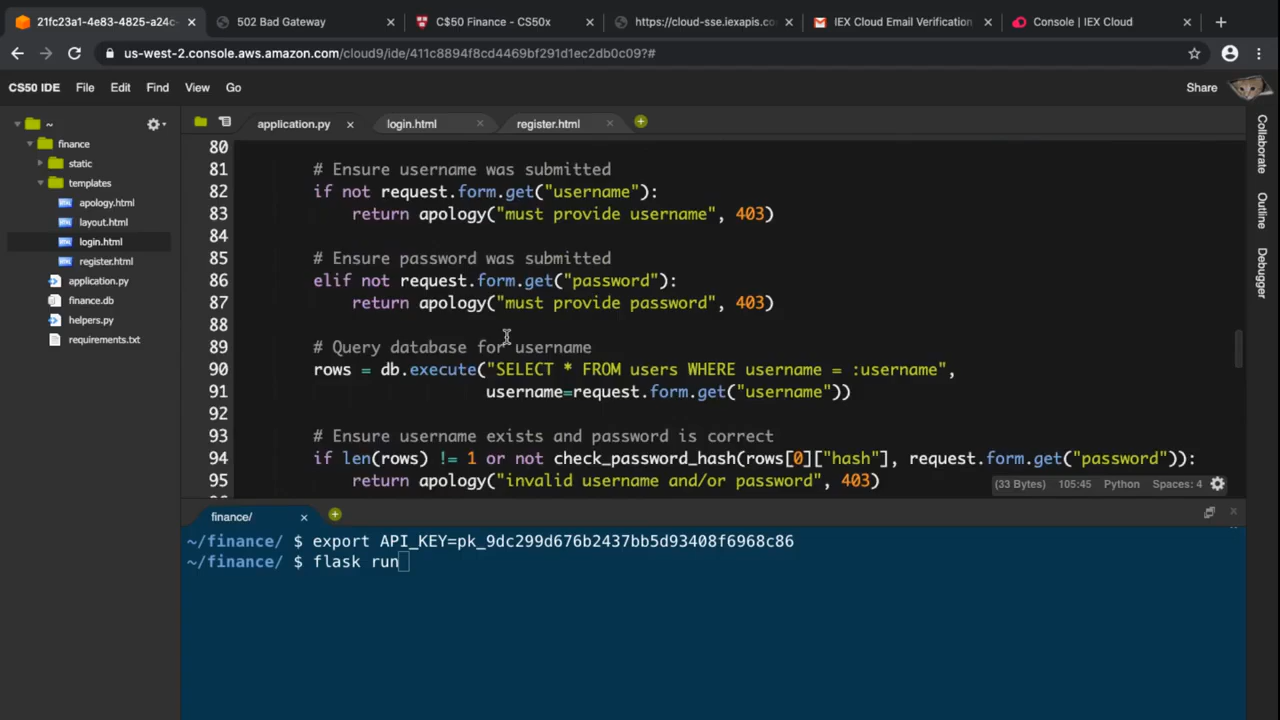 21fc23a1-4e83-4825-a24c-
502 Bad Gateway
C$50 Finance - CS50x
https://cloud-sse.iexapis.co
IEX Cloud Email Verification
Console | IEX Cloud
us-west-2.console.aws.amazon.com/cloud9/ide/411c8894f8cd4469bf291d1ec2db0c09?#
CS50 IDE File Edit Find View Go Share
~
finance
static
templates
apology.html
layout.html
login.html
register.html
application.py
finance.db
helpers.py
requirements.txt
application.py login.html register.html
80
81 # Ensure username was submitted
82 if not request.form.get("username"):
83 return apology("must provide username", 403)
84
85 # Ensure password was submitted
86 elif not request.form.get("password"):
87 return apology("must provide password", 403)
88
89 # Query database for username
90 rows = db.execute("SELECT * FROM users WHERE username = :username",
91 username=request.form.get("username"))
92
93 # Ensure username exists and password is correct
94 if len(rows) != 1 or not check_password_hash(rows[0]["hash"], request.form.get("password")):
95 return apology("invalid username and/or password", 403)
(33 Bytes) 105:45 Python Spaces: 4
finance/
~/finance/ $ export API_KEY=pk_9dc299d676b2437bb5d93408f6968c86
~/finance/ $ flask run
Collaborate
Outline
Debugger